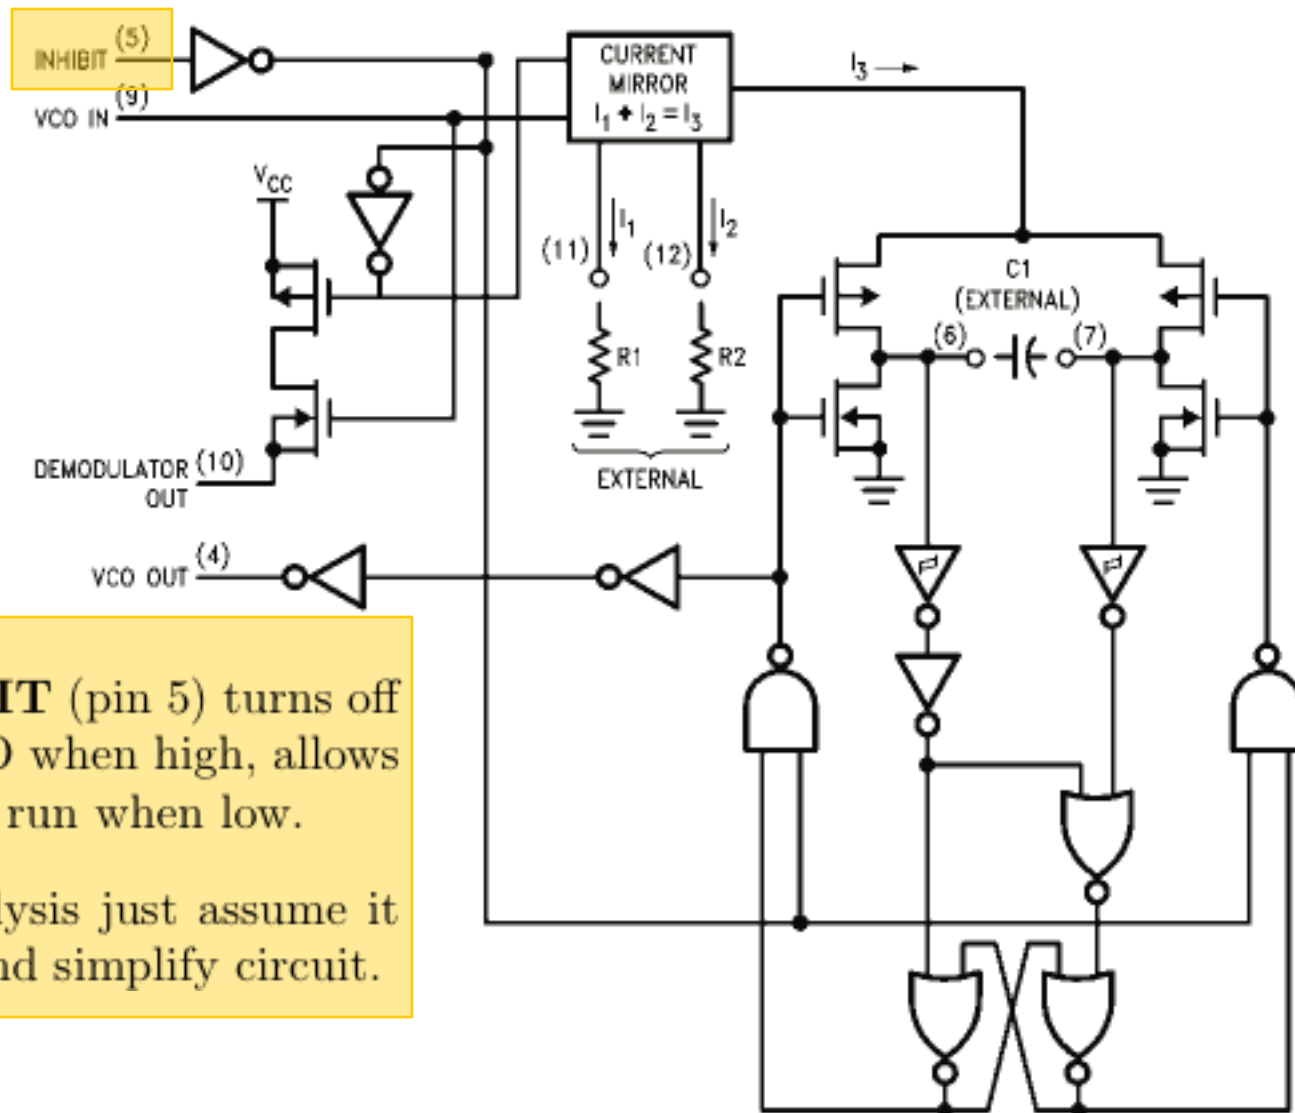 INHIBIT (5)
VCO IN (9)
CURRENT
MIRROR
I1 + I2 = I3
I3
VCC
I1
I2
(11)
(12)
R1
R2
EXTERNAL
C1
(EXTERNAL)
(6)
(7)
DEMODULATOR (10)
OUT
VCO OUT (4)
IT (pin 5) turns off
when high, allows
run when low.
lysis just assume it
nd simplify circuit.